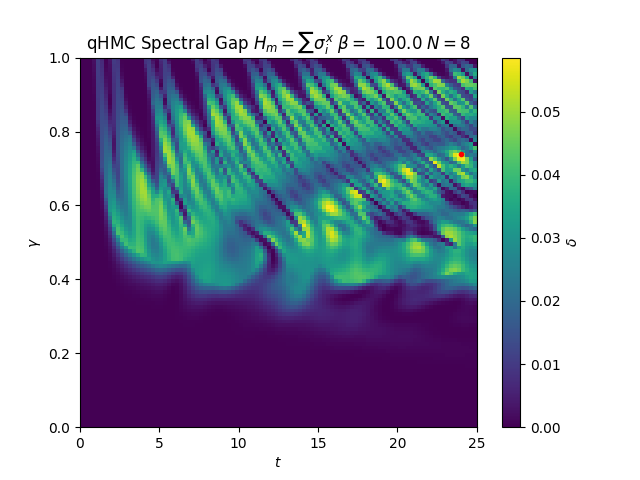 qHMC Spectral Gap $H_m = \sum \sigma_i^x$ $\beta =$ 100.0 $N = 8$
1.0
0.8
0.6
0.4
0.2
0.0
γ
0 5 10 15 20 25
t
0.05
0.04
0.03
0.02
0.01
0.00
δ